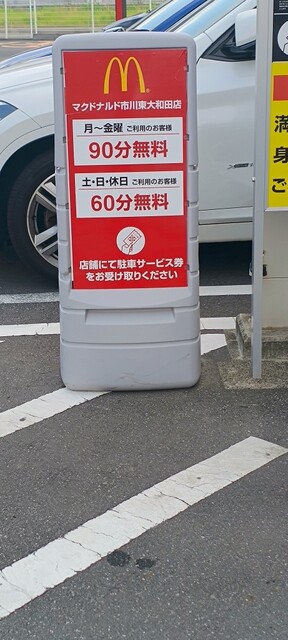 マクドナルド市川東大和田店
月～金曜 ご利用のお客様
90分無料
土・日・休日 ご利用のお客様
60分無料
店舗にて駐車サービス券
をお受け取りください
満
身
ご